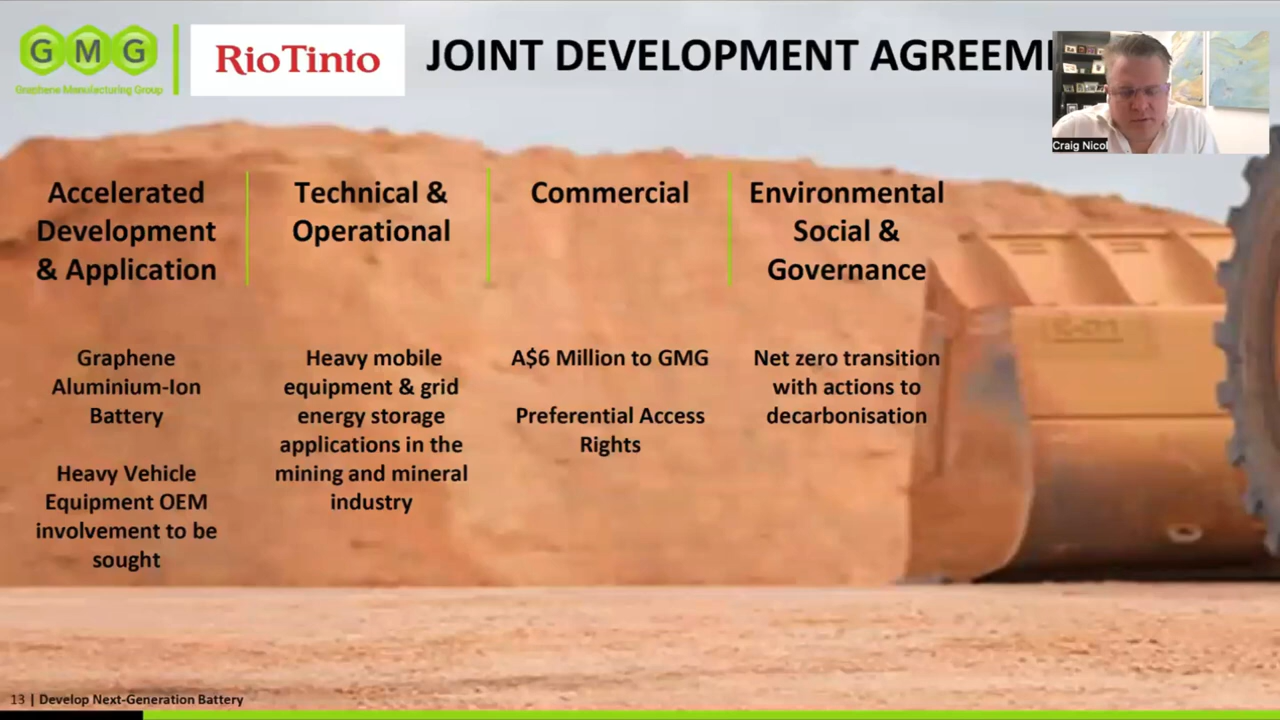 G M G
Graphene Manufacturing Group
RioTinto
JOINT DEVELOPMENT AGREEM
Craig Nicol
Accelerated
Development
& Application
Technical &
Operational
Commercial
Environmental
Social &
Governance
Graphene
Aluminium-Ion
Battery
Heavy Vehicle
Equipment OEM
involvement to be
sought
Heavy mobile
equipment & grid
energy storage
applications in the
mining and mineral
industry
A$6 Million to GMG
Preferential Access
Rights
Net zero transition
with actions to
decarbonisation
13 | Develop Next-Generation Battery